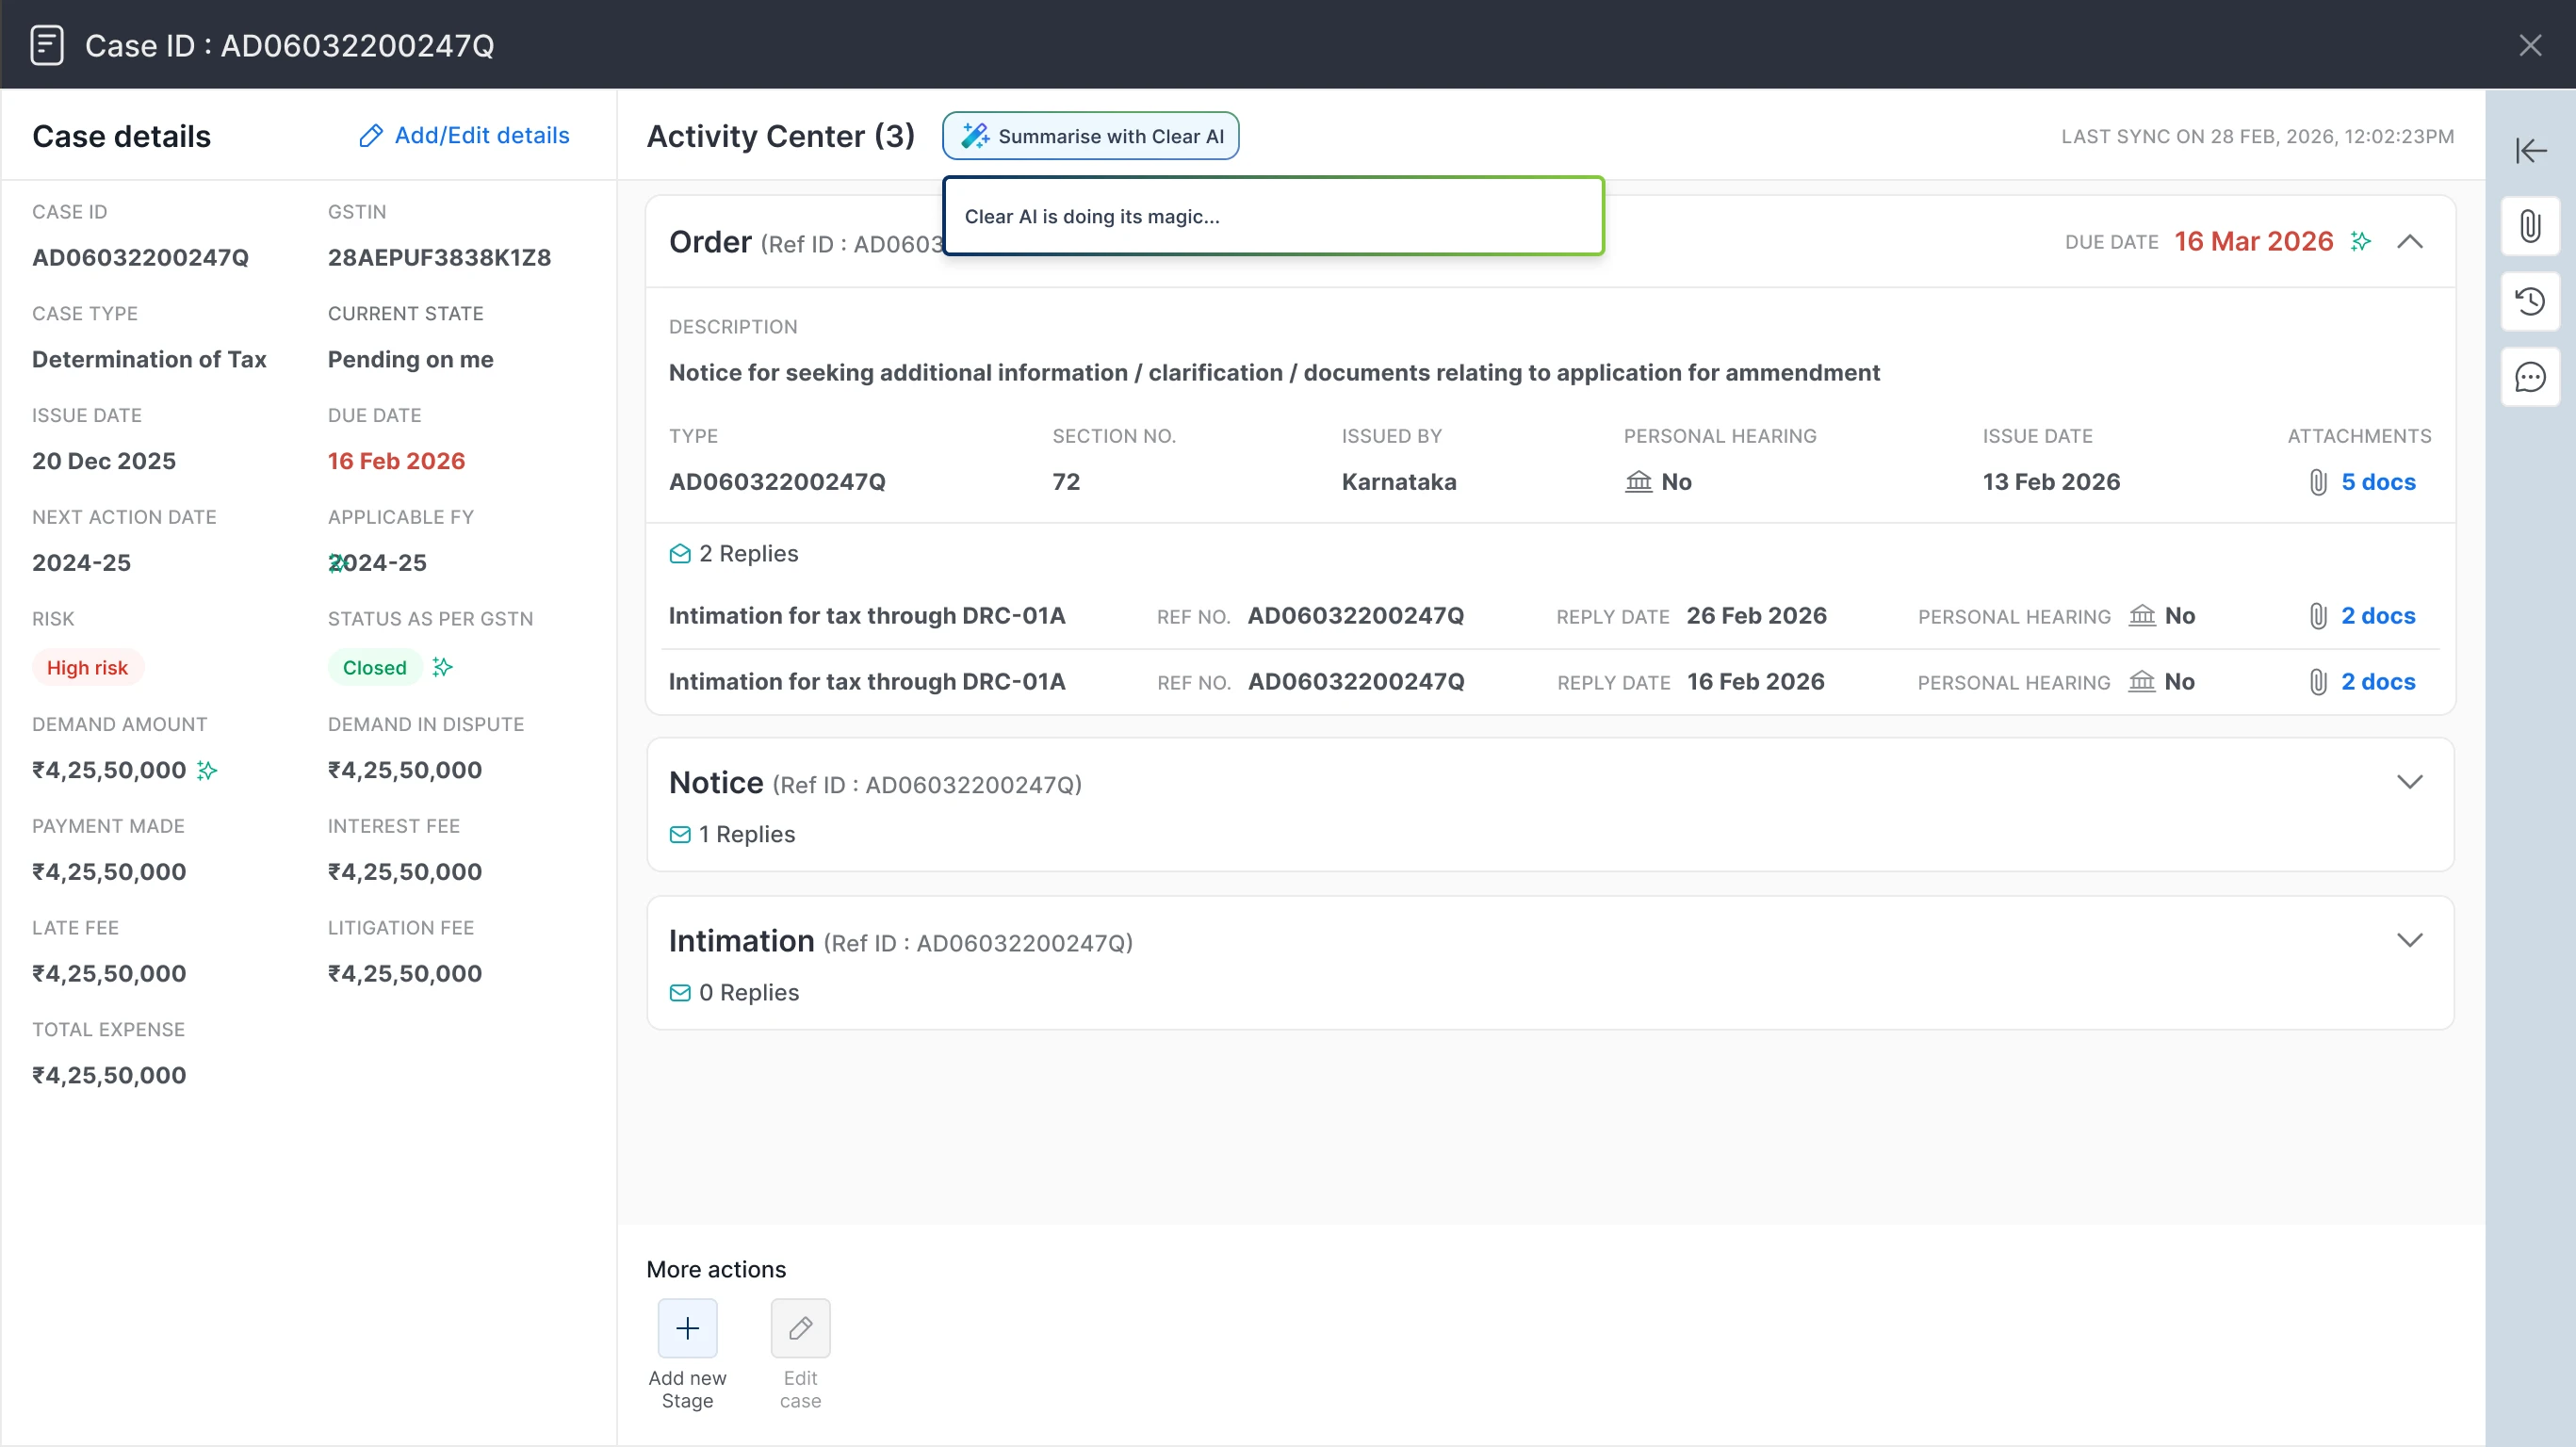 Case ID : AD06032200247Q
Case details
Add/Edit details
CASE ID
GSTIN
AD06032200247Q
28AEPUF3838K1Z8
CASE TYPE
CURRENT STATE
Determination of Tax
Pending on me
ISSUE DATE
DUE DATE
20 Dec 2025
16 Feb 2026
NEXT ACTION DATE
APPLICABLE FY
2024-25
2024-25
RISK
STATUS AS PER GSTN
High risk
Closed
DEMAND AMOUNT
DEMAND IN DISPUTE
₹4,25,50,000
₹4,25,50,000
PAYMENT MADE
INTEREST FEE
₹4,25,50,000
₹4,25,50,000
LATE FEE
LITIGATION FEE
₹4,25,50,000
₹4,25,50,000
TOTAL EXPENSE
₹4,25,50,000
Activity Center (3)
Summarise with Clear AI
LAST SYNC ON 28 FEB, 2026, 12:02:23PM
Clear AI is doing its magic...
Order (Ref ID : AD0603
DUE DATE 16 Mar 2026
DESCRIPTION
Notice for seeking additional information / clarification / documents relating to application for ammendment
TYPE
SECTION NO.
ISSUED BY
PERSONAL HEARING
ISSUE DATE
ATTACHMENTS
AD06032200247Q
72
Karnataka
No
13 Feb 2026
5 docs
2 Replies
Intimation for tax through DRC-01A REF NO. AD06032200247Q REPLY DATE 26 Feb 2026 PERSONAL HEARING No 2 docs
Intimation for tax through DRC-01A REF NO. AD06032200247Q REPLY DATE 16 Feb 2026 PERSONAL HEARING No 2 docs
Notice (Ref ID : AD06032200247Q)
1 Replies
Intimation (Ref ID : AD06032200247Q)
0 Replies
More actions
Add new
Stage
Edit
case